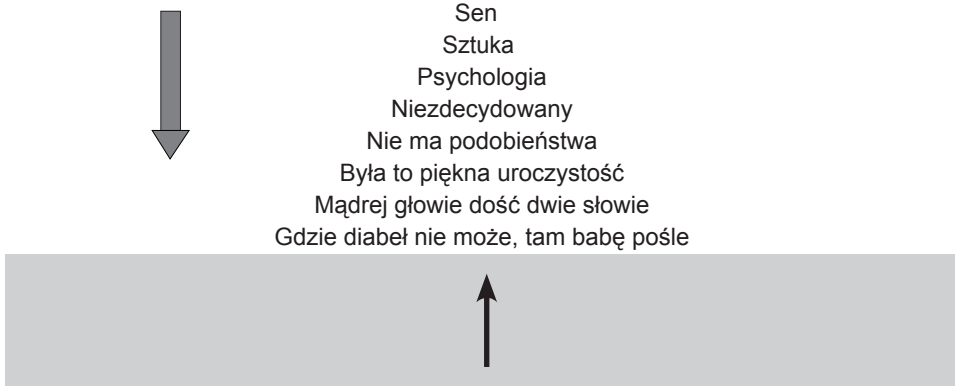 Sen
Sztuka
Psychologia
Niezdecydowany
Nie ma podobieństwa
Była to piękna uroczystość
Mądrej głowie dość dwie słowie
Gdzie diabeł nie może, tam babę pośle